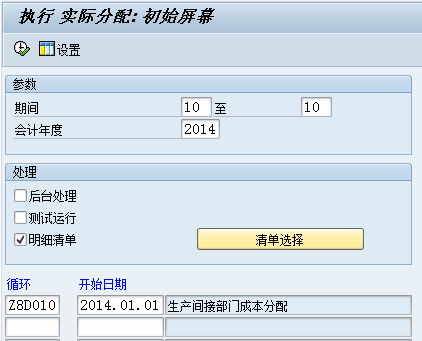 执行 实际分配: 初始屏幕
设置
参数
期间 10 至 10
会计年度 2014
处理
后台处理
测试运行
明细清单 清单选择
循环 开始日期
Z8D010 2014.01.01 生产间接部门成本分配